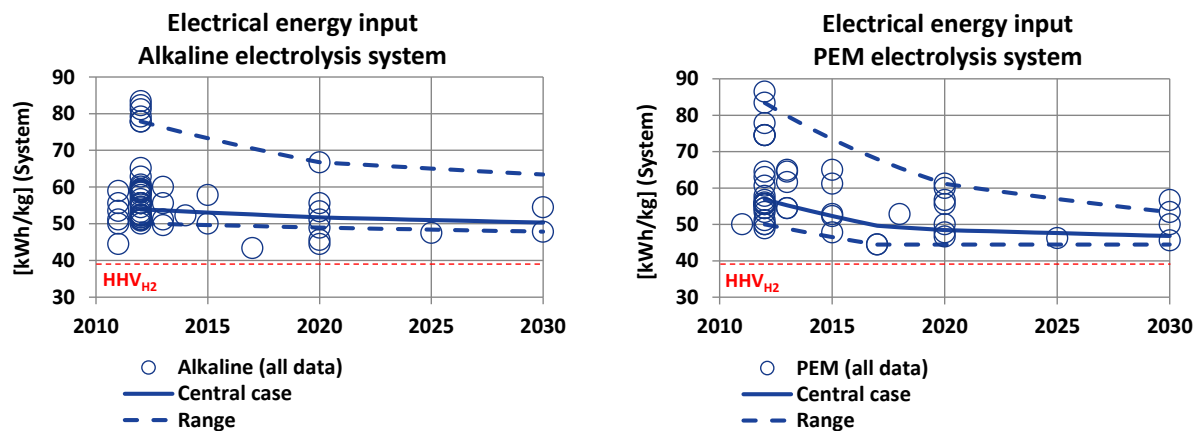 Electrical energy input
Alkaline electrolysis system
[kWh/kg] (System)
90
80
70
60
50
40
30
HHVH2
2010
2015
2020
2025
2030
Alkaline (all data)
Central case
Range
Electrical energy input
PEM electrolysis system
[kWh/kg] (System)
90
80
70
60
50
40
30
HHVH2
2010
2015
2020
2025
2030
PEM (all data)
Central case
Range